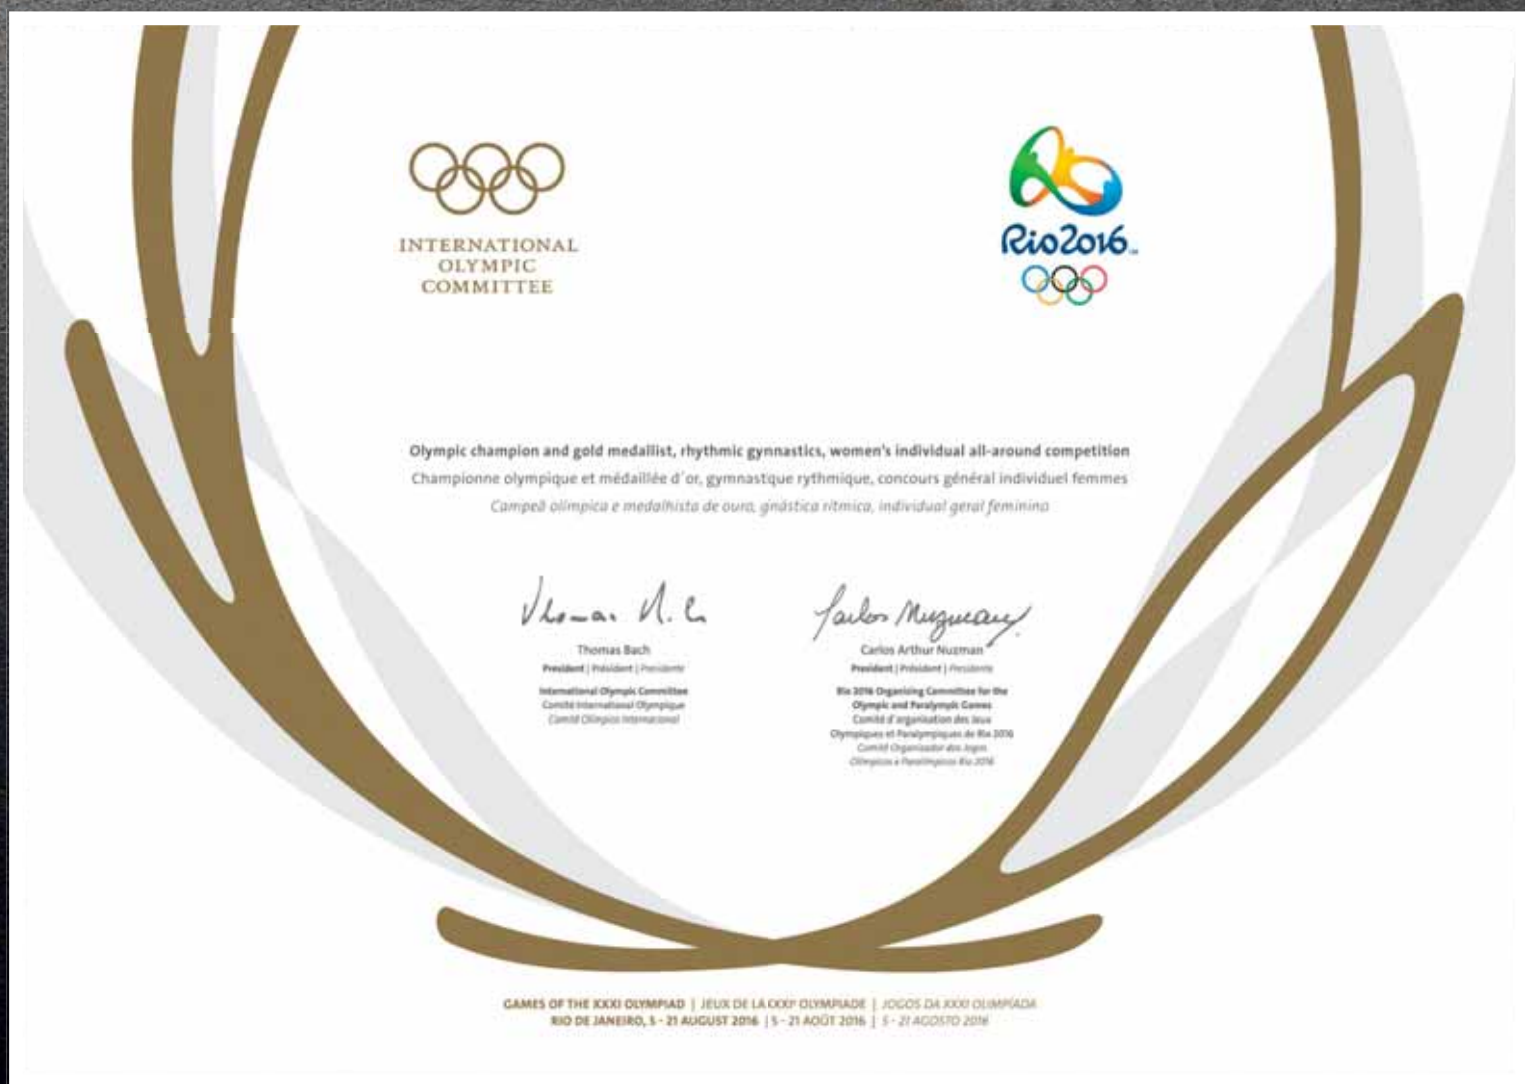 INTERNATIONAL
OLYMPIC
COMMITTEE
Rio2016™
Olympic champion and gold medallist, rhythmic gynnastics, women's individual all-around competition
Championne olympique et médaillée d´or, gymnastique rythmique, concours général individuel femmes
Campeã olímpica e medalhista de ouro, ginástica rítmica, individual geral feminino
Thomas Bach
President | Président | Presidente
International Olympic Committee
Comité International Olympique
Comitê Olímpico Internacional
Carlos Arthur Nuzman
President | Président | Presidente
Rio 2016 Organising Committee for the
Olympic and Paralympic Games
Comité d'organisation des Jeux
Olympiques et Paralympiques de Rio 2016
Comitê Organizador dos Jogos
Olímpicos e Paralímpicos Rio 2016
GAMES OF THE XXXI OLYMPIAD | JEUX DE LA XXXIe OLYMPIADE | JOGOS DA XXXI OLIMPÍADA
RIO DE JANEIRO, 5 - 21 AUGUST 2016 | 5 - 21 AOÛT 2016 | 5 - 21 AGOSTO 2016